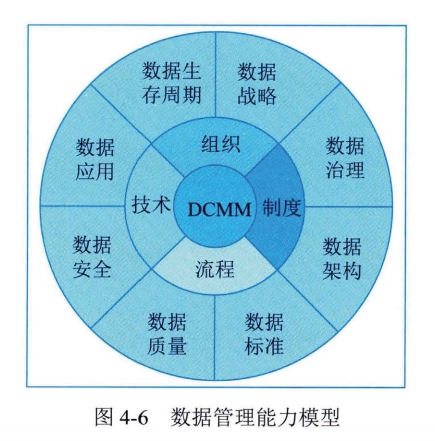 数据生
存周期
数据
战略
数据
应用
组织
数据
治理
技术
DCMM
制度
数据
安全
流程
数据
架构
数据
质量
数据
标准
图 4-6 数据管理能力模型